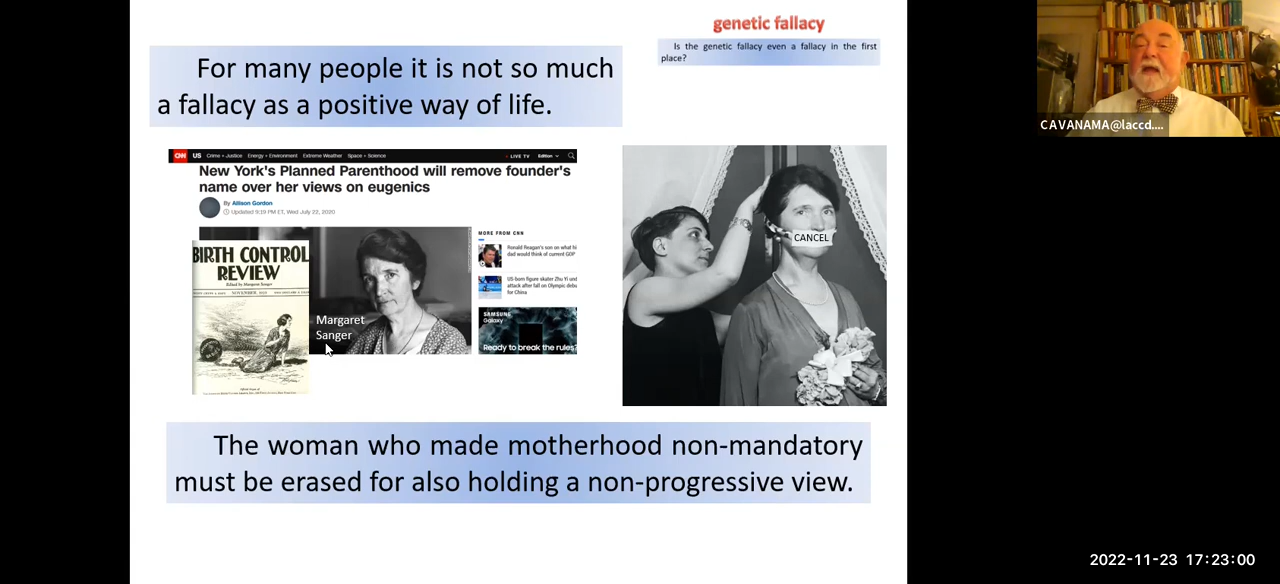 genetic fallacy
Is the genetic fallacy even a fallacy in the first
place?
For many people it is not so much
a fallacy as a positive way of life.
CNN US Crime + Justice Energy + Environment Extreme Weather Space + Science LIVE TV Edition
New York's Planned Parenthood will remove founder's
name over her views on eugenics
By Allison Gordon
Updated 9:19 PM ET, Wed July 22, 2020
MORE FROM CNN
Ronald Reagan's son on what hi
dad would think of current GOP
US-born figure skater Zhu Yi und
attack after fall on Olympic debu
for China
SAMSUNG
Galaxy
Ready to break the rules?
BIRTH CONTROL
REVIEW
Edited by Margaret Sanger
Margaret
Sanger
CANCEL
The woman who made motherhood non-mandatory
must be erased for also holding a non-progressive view.
CAVANAMA@laccd....
2022-11-23 17:23:00